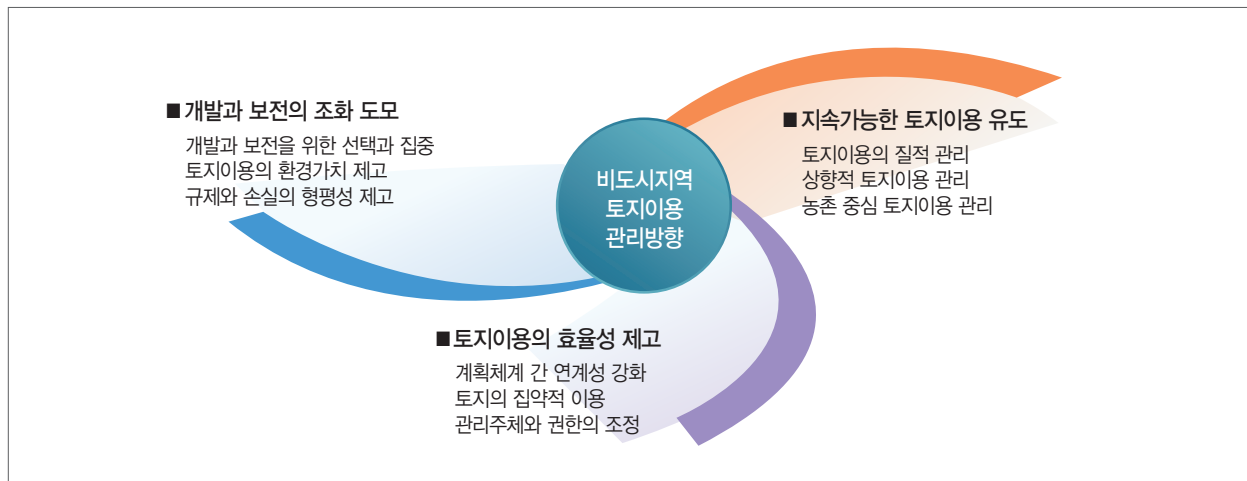 ■ 개발과 보전의 조화 도모
개발과 보전을 위한 선택과 집중
토지이용의 환경가치 제고
규제와 손실의 형평성 제고
■ 지속가능한 토지이용 유도
토지이용의 질적 관리
상향적 토지이용 관리
농촌 중심 토지이용 관리
비도시지역
토지이용
관리방향
■ 토지이용의 효율성 제고
계획체계 간 연계성 강화
토지의 집약적 이용
관리주체와 권한의 조정